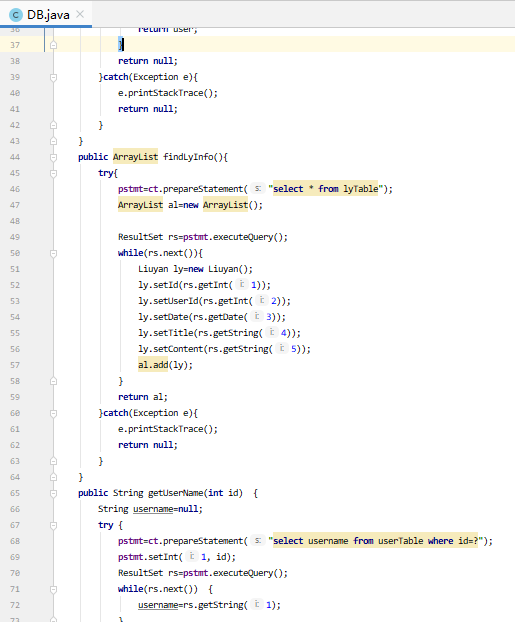 DB.java
36 return user;
37 }
38 return null;
39 }catch(Exception e){
40 e.printStackTrace();
41 return null;
42 }
43 }
44 public ArrayList findLyInfo(){
45 try{
46 pstmt=ct.prepareStatement( s: "select * from lyTable");
47 ArrayList al=new ArrayList();
48
49 ResultSet rs=pstmt.executeQuery();
50 while(rs.next()){
51 Liuyan ly=new Liuyan();
52 ly.setId(rs.getInt( i: 1));
53 ly.setUserId(rs.getInt( i: 2));
54 ly.setDate(rs.getDate( i: 3));
55 ly.setTitle(rs.getString( i: 4));
56 ly.setContent(rs.getString( i: 5));
57 al.add(ly);
58 }
59 return al;
60 }catch(Exception e){
61 e.printStackTrace();
62 return null;
63 }
64 }
65 public String getUserName(int id) {
66 String username=null;
67 try {
68 pstmt=ct.prepareStatement( s: "select username from userTable where id=?");
69 pstmt.setInt( i: 1, id);
70 ResultSet rs=pstmt.executeQuery();
71 while(rs.next()) {
72 username=rs.getString( i: 1);
73 }